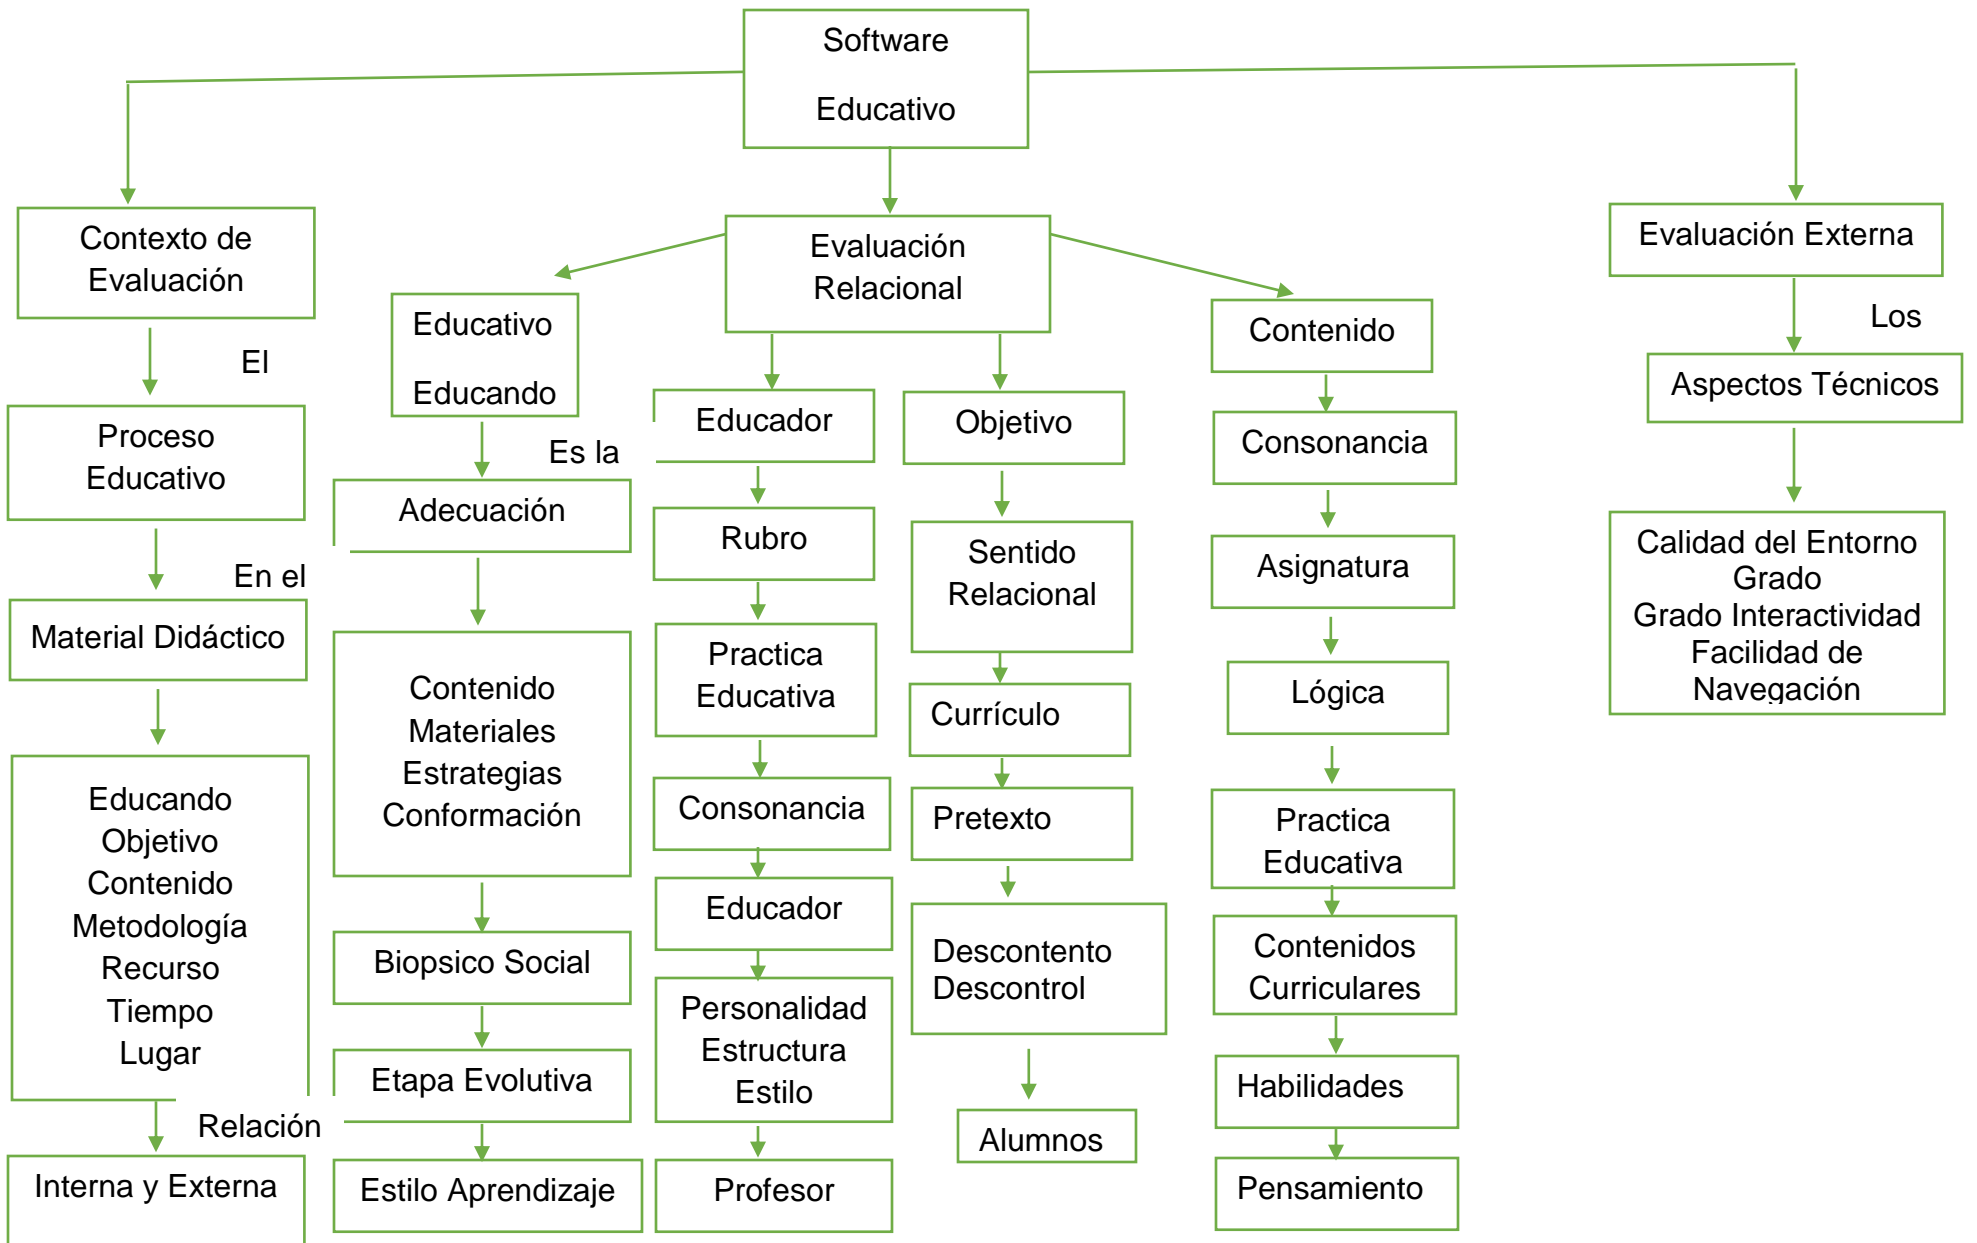 Software
Educativo
Contexto de
Evaluación
El
Proceso
Educativo
En el
Material Didáctico
Educando
Objetivo
Contenido
Metodología
Recurso
Tiempo
Lugar
Relación
Interna y Externa
Evaluación
Relacional
Educativo
Educando
Es la
Adecuación
Contenido
Materiales
Estrategias
Conformación
Biopsico Social
Etapa Evolutiva
Estilo Aprendizaje
Educador
Rubro
Practica
Educativa
Consonancia
Educador
Personalidad
Estructura
Estilo
Profesor
Objetivo
Sentido
Relacional
Currículo
Pretexto
Descontento
Descontrol
Alumnos
Contenido
Consonancia
Asignatura
Lógica
Practica
Educativa
Contenidos
Curriculares
Habilidades
Pensamiento
Evaluación Externa
Los
Aspectos Técnicos
Calidad del Entorno
Grado
Grado Interactividad
Facilidad de
Navegación